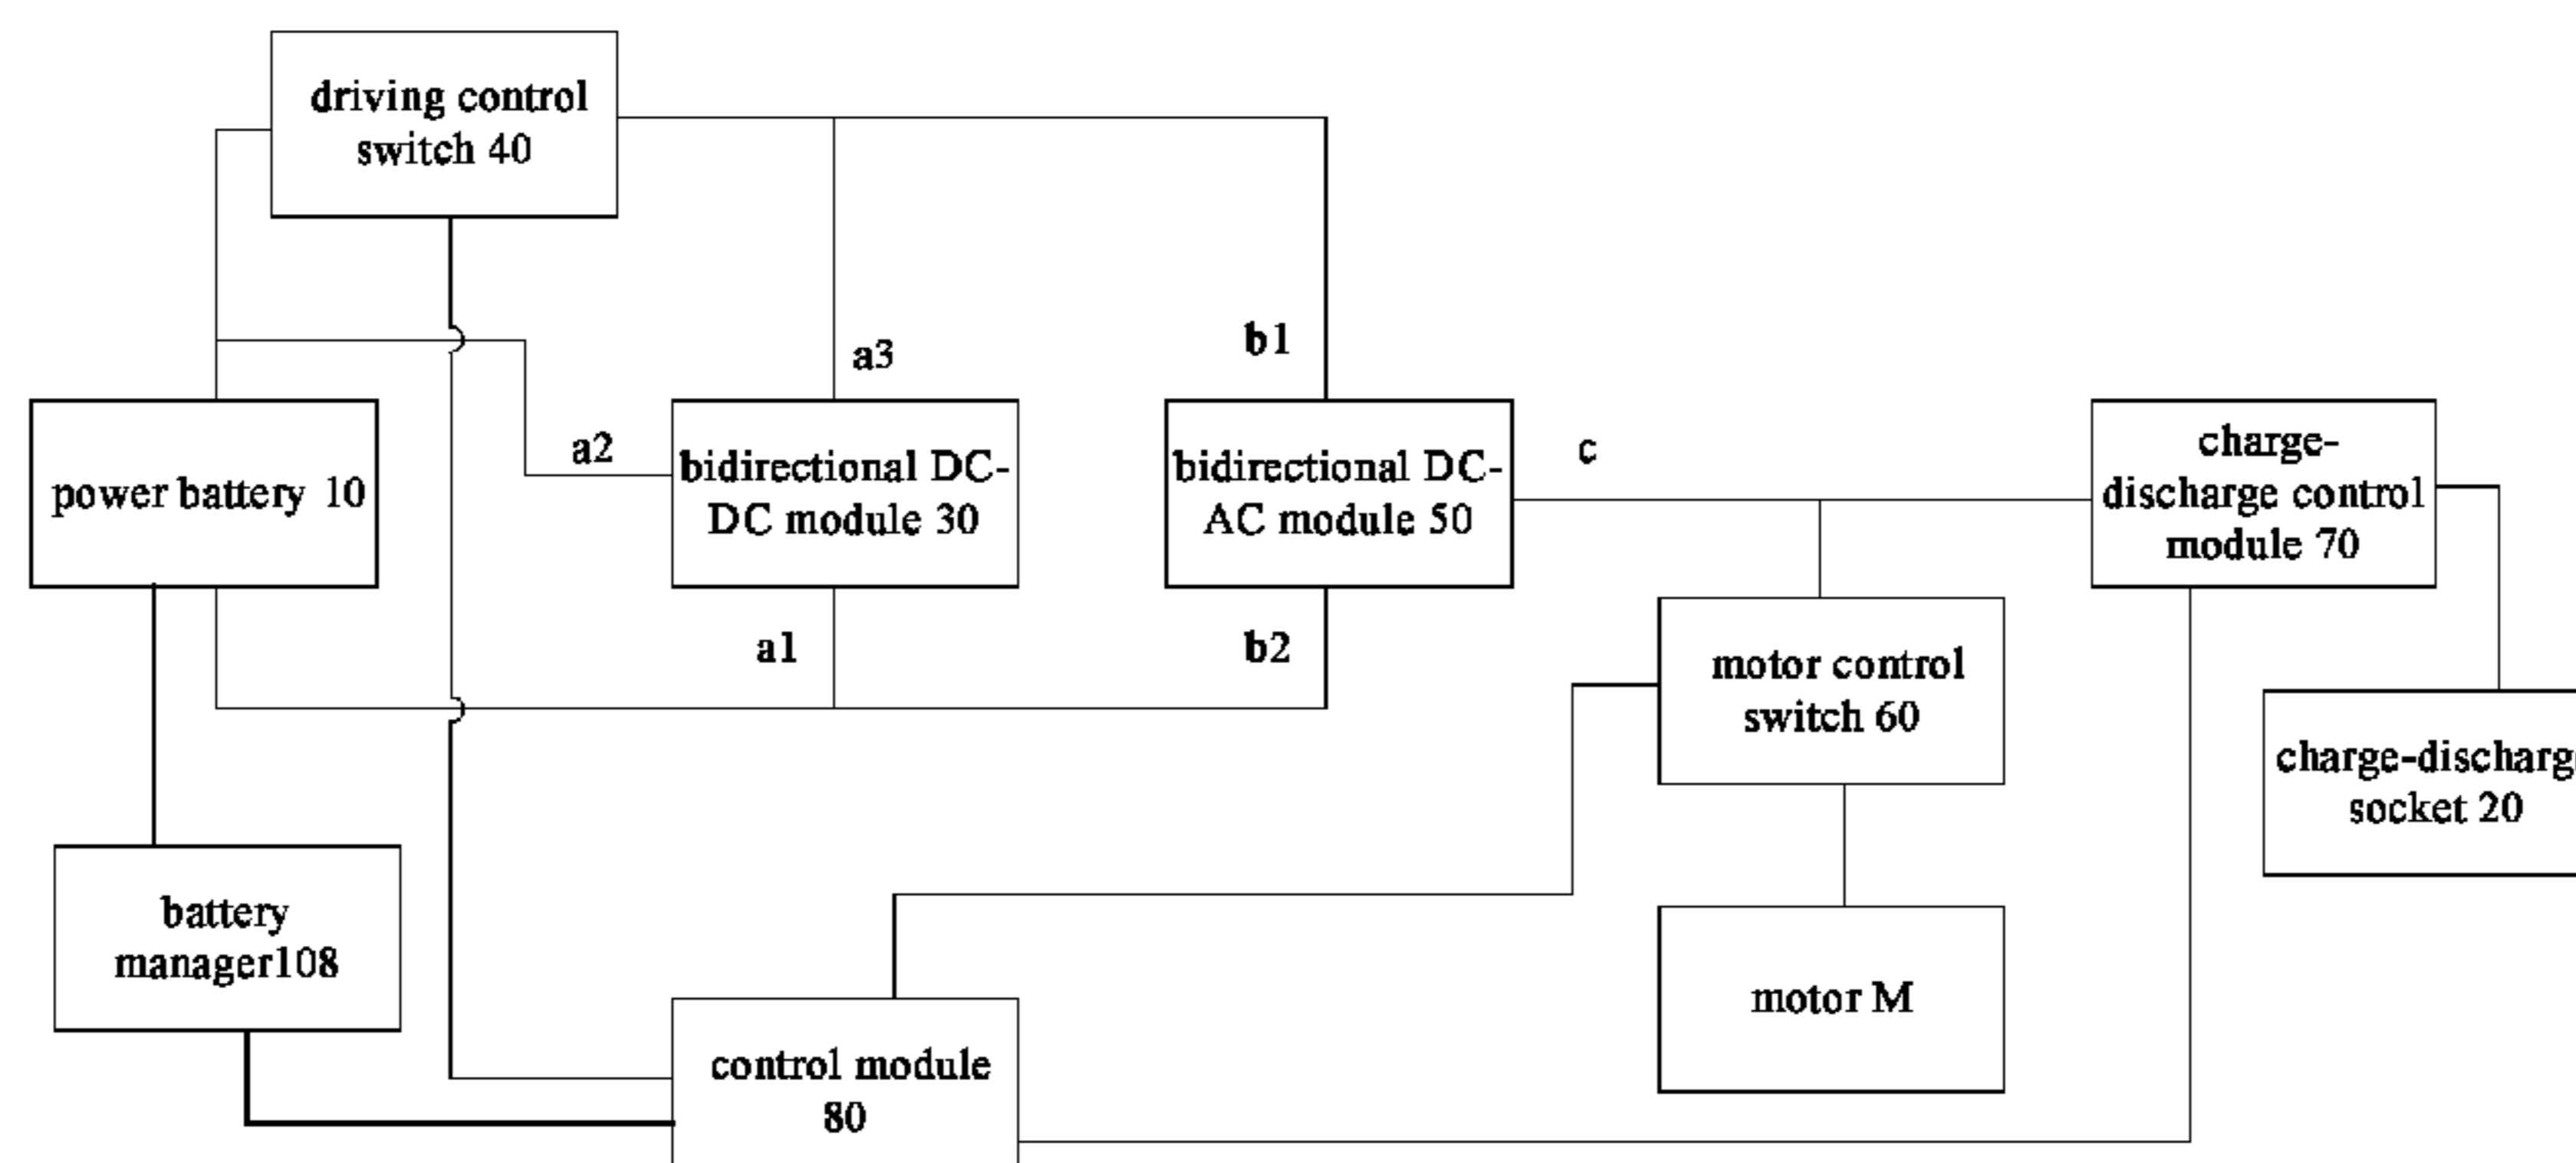 driving control
switch 40
a3
b1
power battery 10
a2
bidirectional DC-
DC module 30
bidirectional DC-
AC module 50
c
charge-
discharge control
module 70
a1
b2
motor control
switch 60
charge-discharge
socket 20
battery
manager108
motor M
control module
80